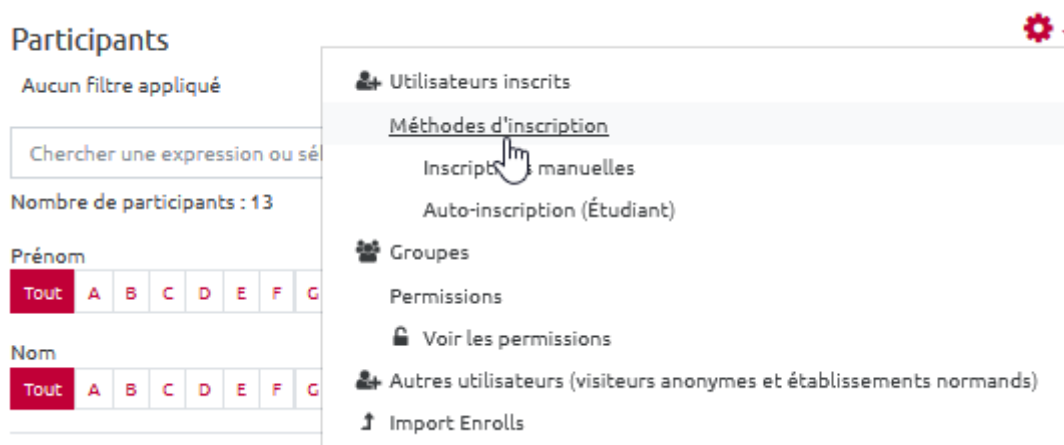 Participants
Aucun filtre appliqué
Chercher une expression ou sél
Nombre de participants : 13
Prénom
Tout A B C D E F G
Nom
Tout A B C D E F G
Utilisateurs inscrits
Méthodes d'inscription
manuelles
Auto-inscription (Étudiant)
Groupes
Permissions
Voir les permissions
Autres utilisateurs (visiteurs anonymes et établissements normands)
Import Enrolls